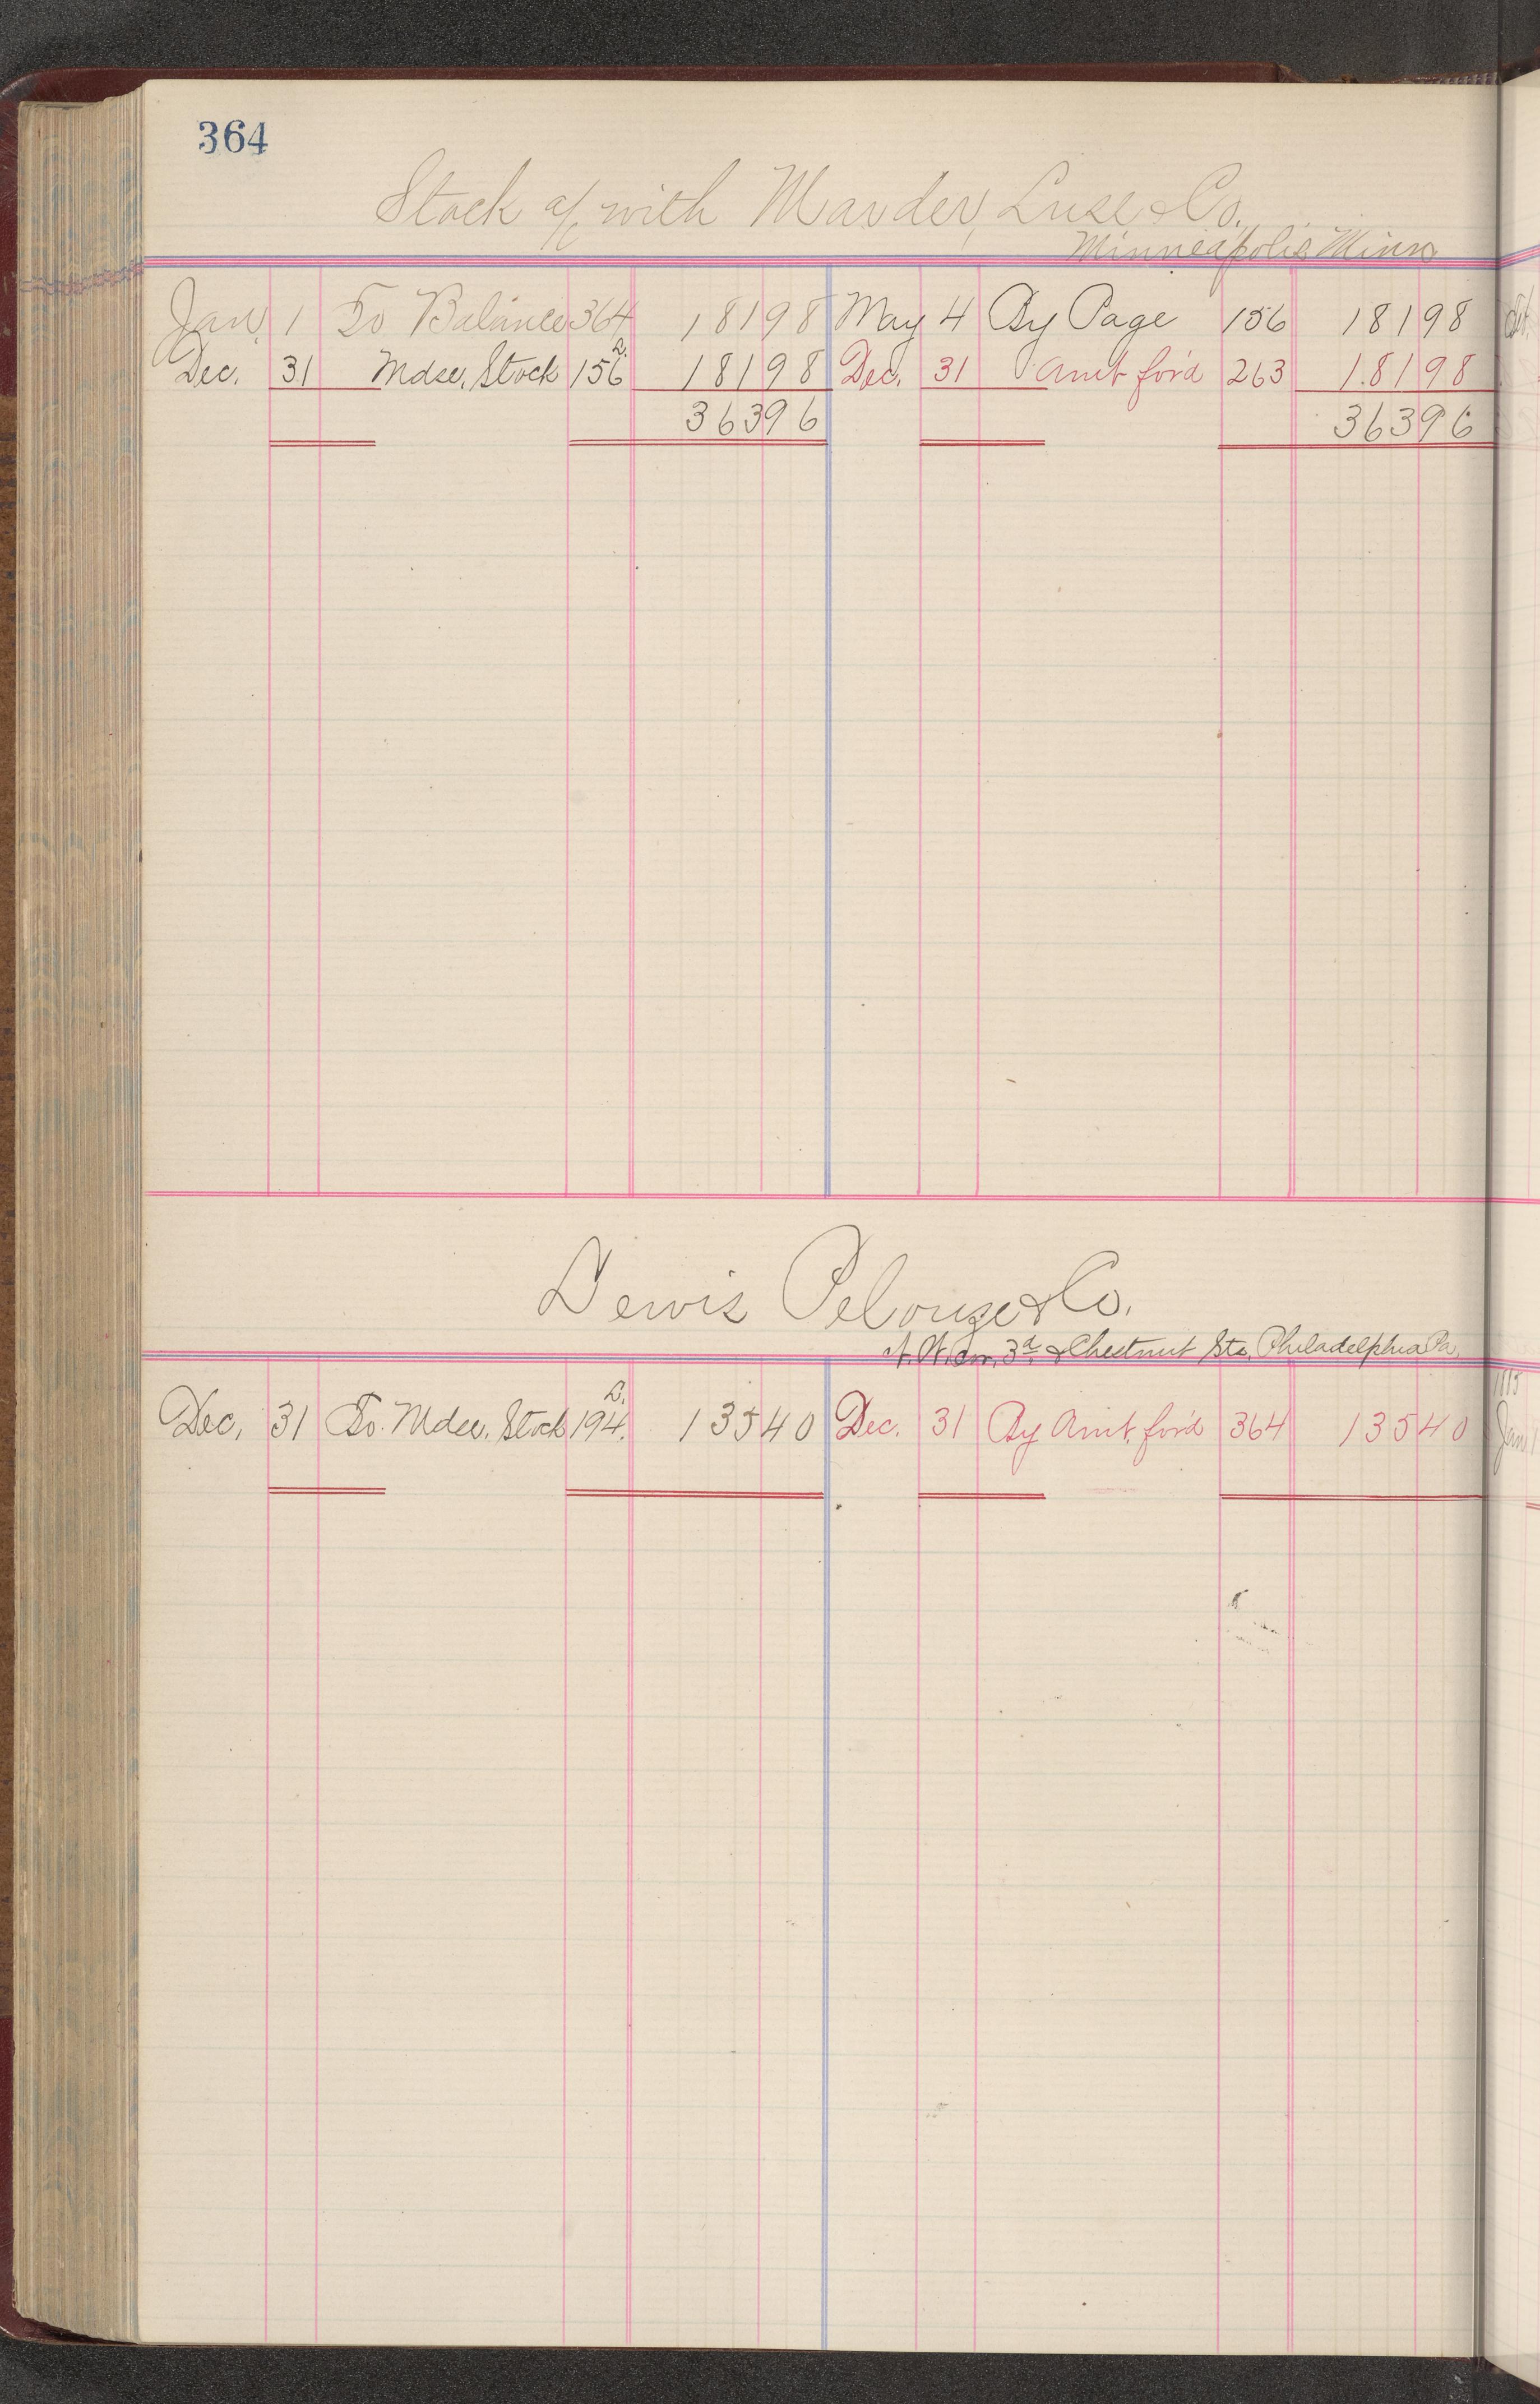 364
Stock a/c with Marder, Luse & Co.
Minneapolis Minn
Jan. 1 To Balance 364 181 98 May 4 By Page 156 181 98
Dec. 31 Mdse. Stock L. 156 181 98 Dec. 31 Amt for'd 263 181 98
363 96 363 96
Lewis Pelouze & Co.
N. W. Cor. 3d & Chestnut Sts. Philadelphia Pa.
Dec. 31 To Mdse. Stock L. 194. 135 40 Dec. 31 By Amt. for'd 364 135 40